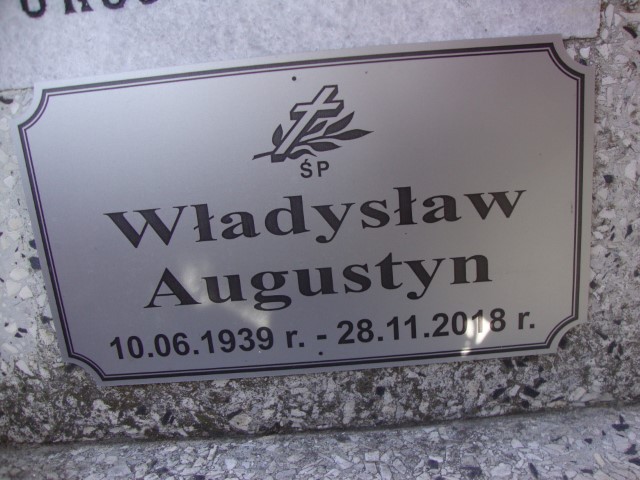 ŚP
Władysław
Augustyn
10.06.1939 r. - 28.11.2018 r.